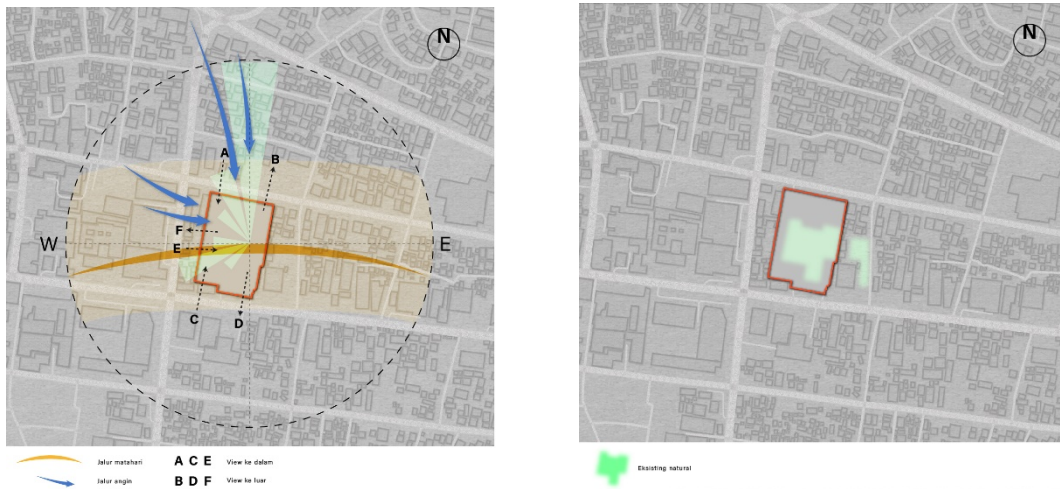 N
N
A
B
F
W
E
E
C
D
Jalur matahari
A C E
View ke dalam
Eksisting natural
Jalur angin
B D F
View ke luar